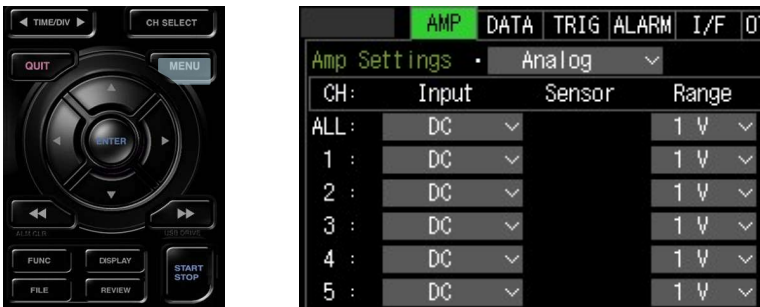 TIME/DIV
CH SELECT
QUIT
MENU
ENTER
AUX CLR
USB DRIVE
FUNC
DISPLAY
START
STOP
FILE
REVIEW
AMP DATA TRIG ALARM I/F
Amp Settings · Analog
CH: Input Sensor Range
ALL: DC 1 V
1 : DC 1 V
2 : DC 1 V
3 : DC 1 V
4 : DC 1 V
5 : DC 1 V